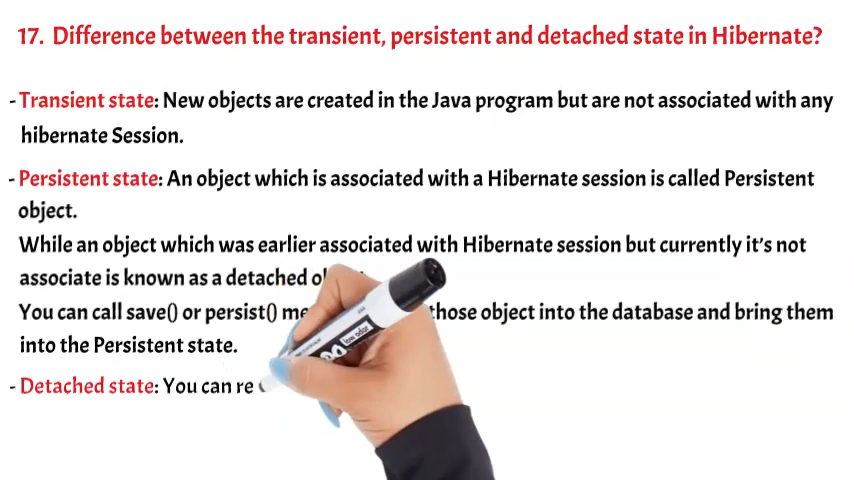 17. Difference between the transient, persistent and detached state in Hibernate?
- Transient state: New objects are created in the Java program but are not associated with any
hibernate Session.
- Persistent state: An object which is associated with a Hibernate session is called Persistent
object.
While an object which was earlier associated with Hibernate session but currently it's not
associate is known as a detached
You can call save() or persist() those object into the database and bring them
into the Persistent state.
- Detached state: You can re
low odor